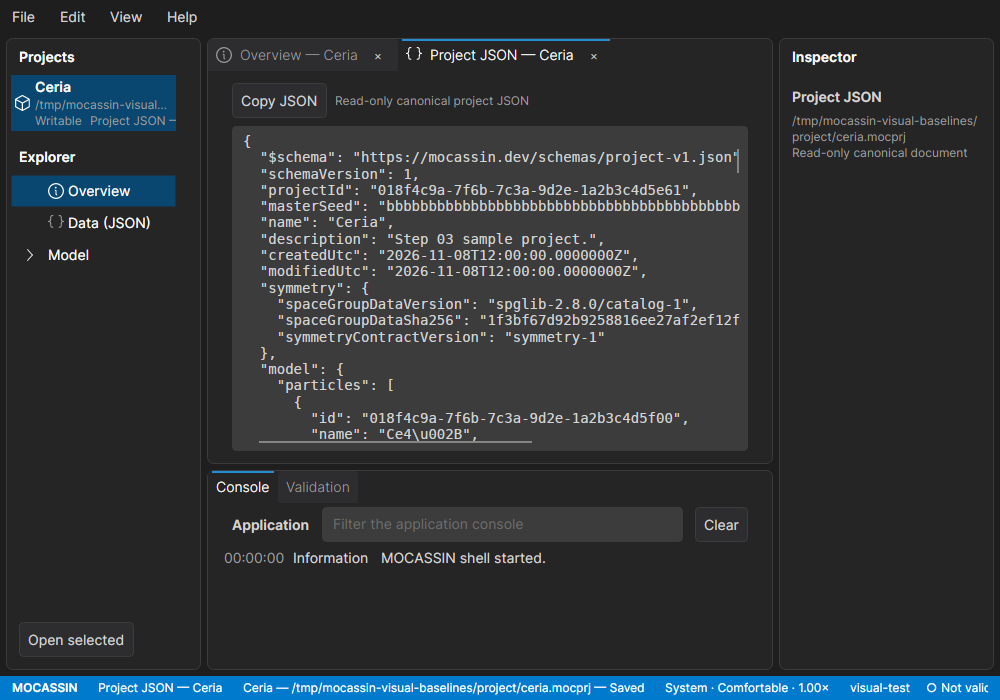 File Edit View Help
Projects
Ceria
/tmp/mocassin-visual...
Writable Project JSON —
Explorer
Overview
{ } Data (JSON)
Model
Open selected
Overview — Ceria ×
{ } Project JSON — Ceria ×
Copy JSON Read-only canonical project JSON
{
"$schema": "https://mocassin.dev/schemas/project-v1.json"
"schemaVersion": 1,
"projectId": "018f4c9a-7f6b-7c3a-9d2e-1a2b3c4d5e61",
"masterSeed": "bbbbbbbbbbbbbbbbbbbbbbbbbbbbbbbbbbbbbbbbbb
"name": "Ceria",
"description": "Step 03 sample project.",
"createdUtc": "2026-11-08T12:00:00.0000000Z",
"modifiedUtc": "2026-11-08T12:00:00.0000000Z",
"symmetry": {
"spaceGroupDataVersion": "spglib-2.8.0/catalog-1",
"spaceGroupDataSha256": "1f3bf67d92b9258816ee27af2ef12f
"symmetryContractVersion": "symmetry-1"
},
"model": {
"particles": [
{
"id": "018f4c9a-7f6b-7c3a-9d2e-1a2b3c4d5f00",
"name": "Ce4\u002B",
Console Validation
Application Filter the application console Clear
00:00:00 Information MOCASSIN shell started.
Inspector
Project JSON
/tmp/mocassin-visual-baselines/
project/ceria.mocprj
Read-only canonical document
MOCASSIN Project JSON — Ceria Ceria — /tmp/mocassin-visual-baselines/project/ceria.mocprj — Saved System · Comfortable · 1.00× visual-test Not valid